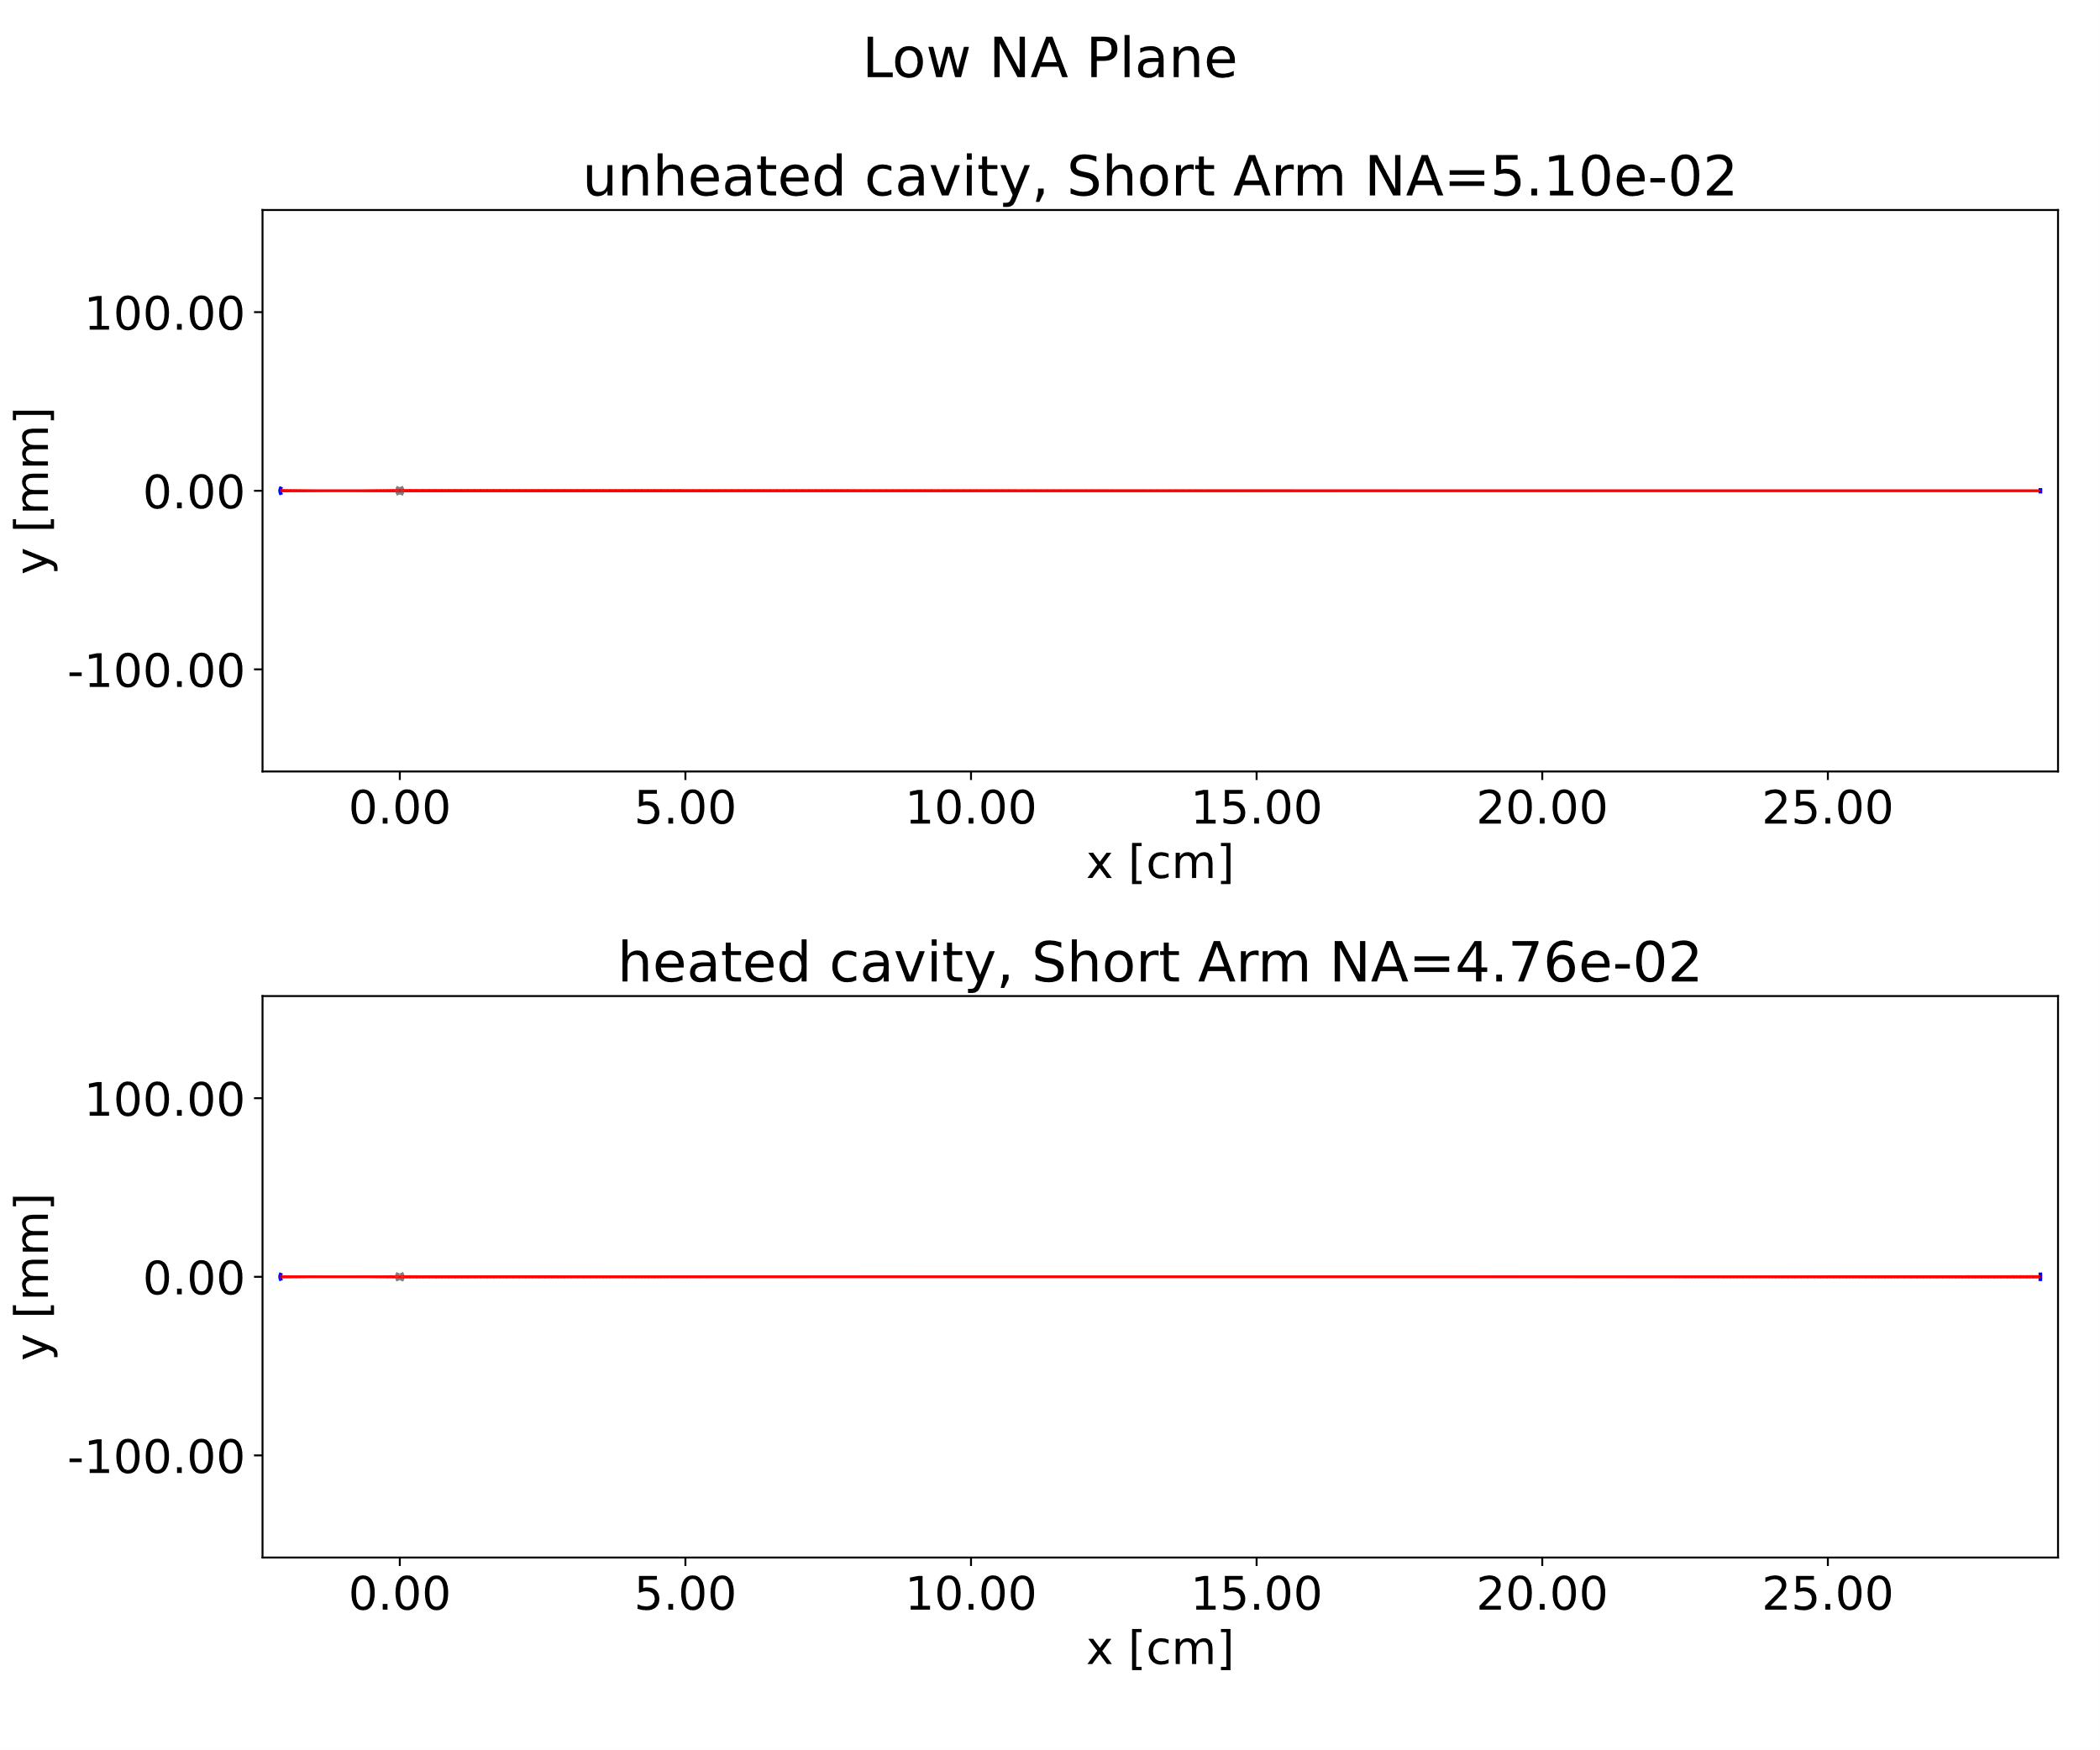 Low NA Plane
unheated cavity, Short Arm NA=5.10e-02
100.00
0.00
-100.00
y [mm]
0.00 5.00 10.00 15.00 20.00 25.00
x [cm]
heated cavity, Short Arm NA=4.76e-02
100.00
0.00
-100.00
y [mm]
0.00 5.00 10.00 15.00 20.00 25.00
x [cm]